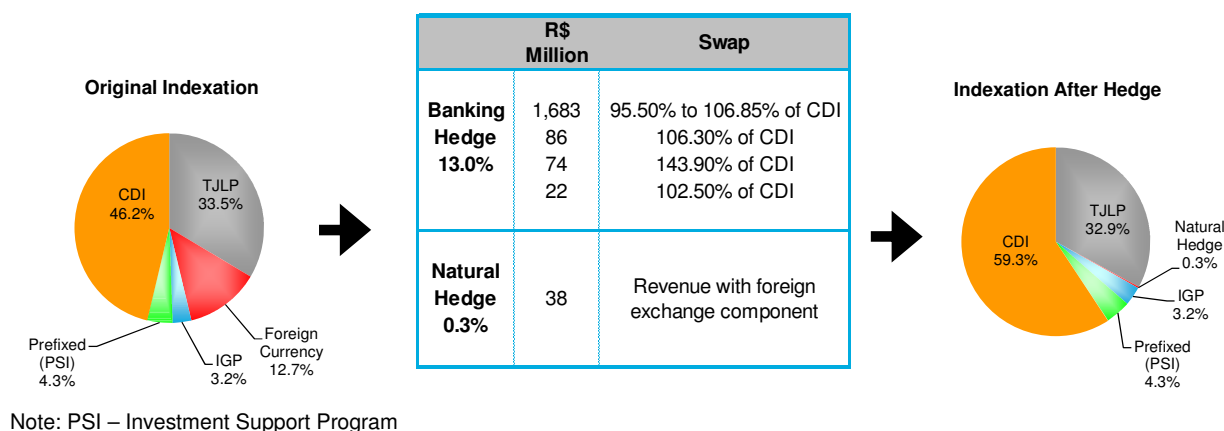 Original Indexation
CDI
46.2%
TJLP
33.5%
Foreign
Currency
12.7%
IGP
3.2%
Prefixed
(PSI)
4.3%
R$
Million
Swap
Banking
Hedge
13.0%
1,683 95.50% to 106.85% of CDI
86 106.30% of CDI
74 143.90% of CDI
22 102.50% of CDI
Natural
Hedge
0.3%
38
Revenue with foreign
exchange component
Indexation After Hedge
CDI
59.3%
TJLP
32.9%
Natural
Hedge
0.3%
IGP
3.2%
Prefixed
(PSI)
4.3%
Note: PSI – Investment Support Program